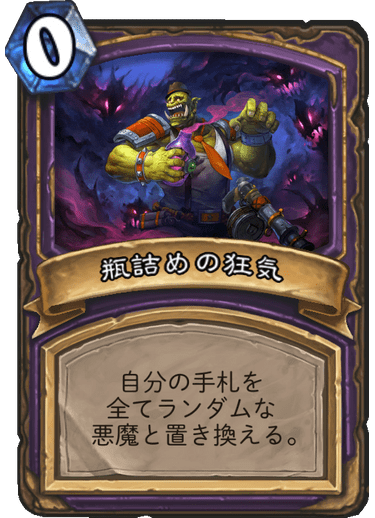 0
瓶詰めの狂気
自分の手札を
全てランダムな
悪魔と置き換える。